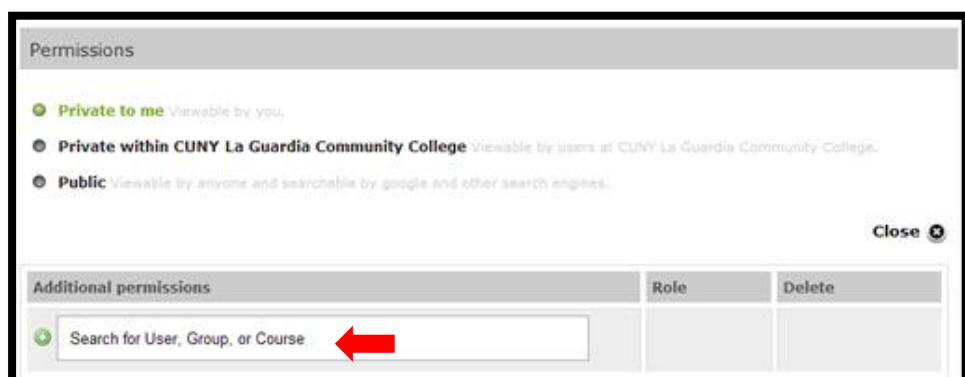 Permissions
Private to me Viewable by you.
Private within CUNY La Guardia Community College Viewable by users at CUNY La Guardia Community College.
Public Viewable by anyone and searchable by google and other search engines.
Close
Additional permissions Role Delete
Search for User, Group, or Course